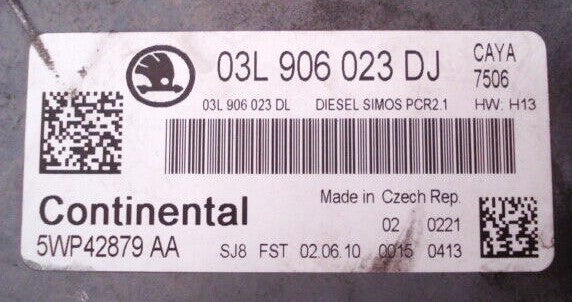 03L 906 023 DJ CAYA
7506
03L 906 023 DL DIESEL SIMOS PCR2.1 HW: H13
Continental Made in Czech Rep.
02 0221
5WP42879 AA SJ8 FST 02.06.10 0015 0413